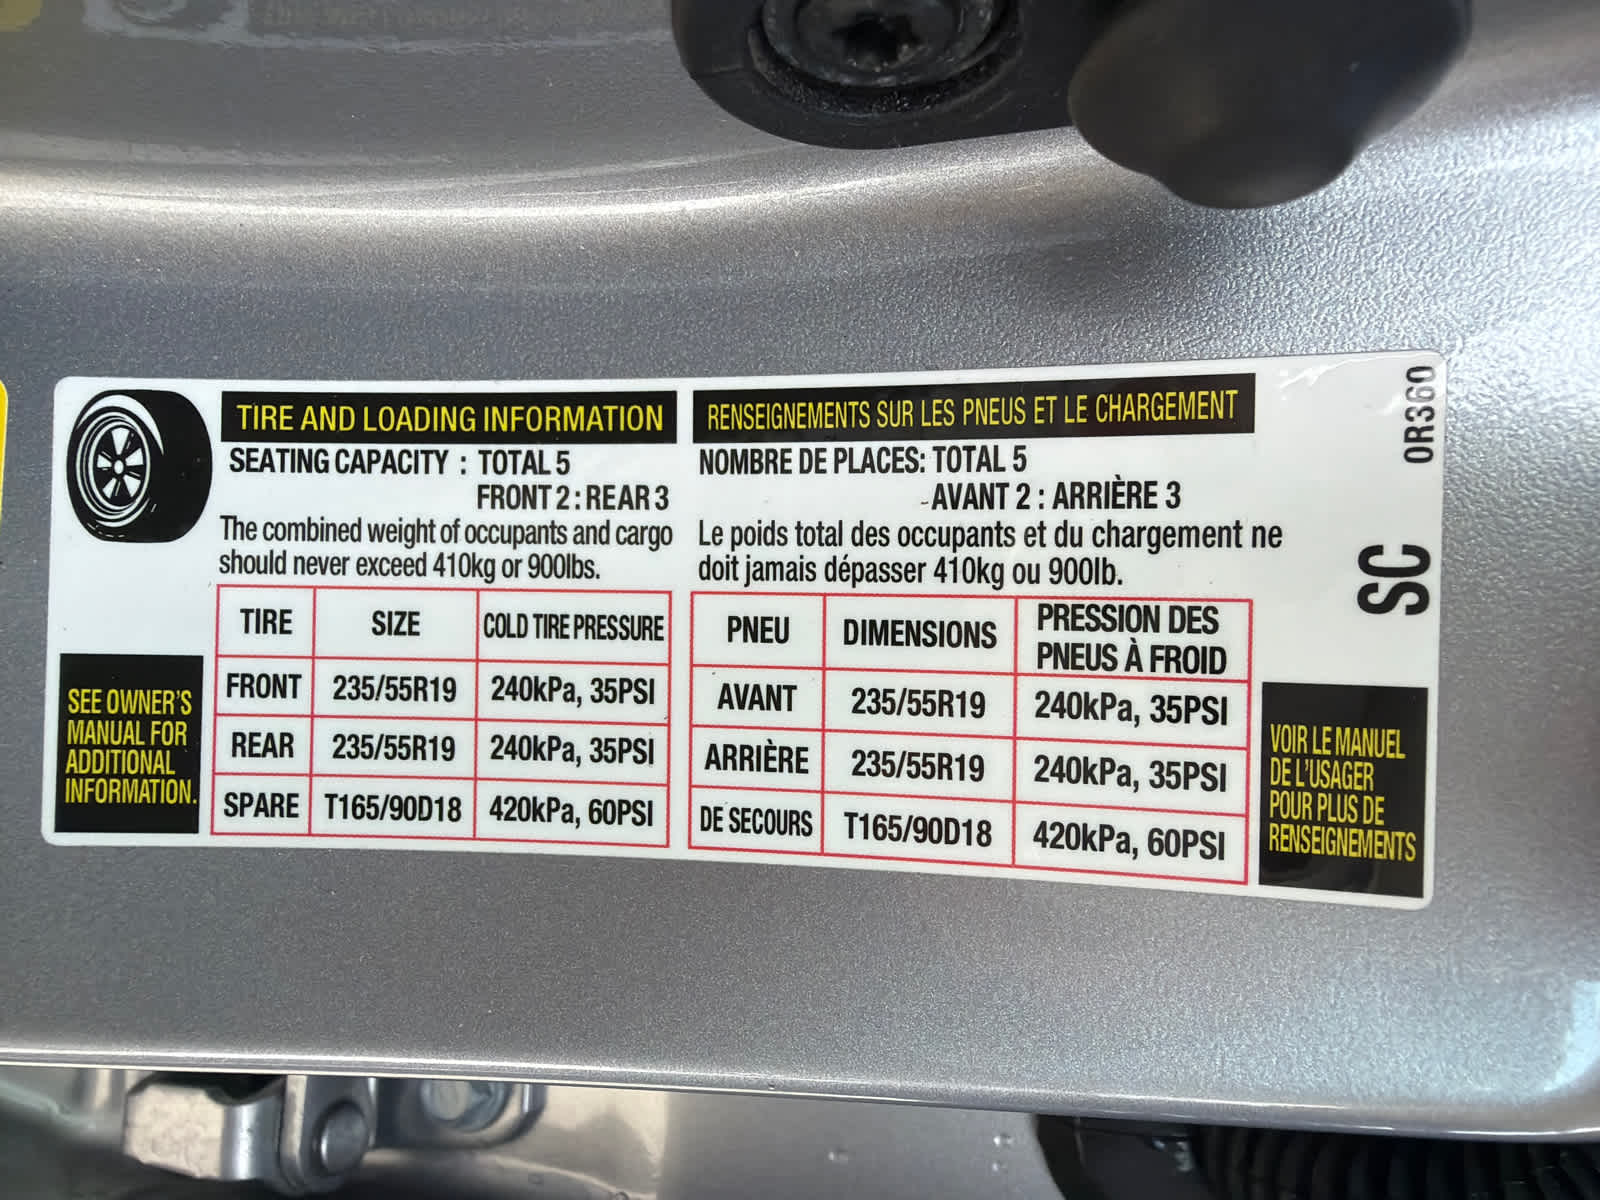 TIRE AND LOADING INFORMATION
SEATING CAPACITY : TOTAL 5
FRONT 2 : REAR 3
The combined weight of occupants and cargo
should never exceed 410kg or 900lbs.
TIRE SIZE COLD TIRE PRESSURE
FRONT 235/55R19 240kPa, 35PSI
REAR 235/55R19 240kPa, 35PSI
SPARE T165/90D18 420kPa, 60PSI
SEE OWNER'S
MANUAL FOR
ADDITIONAL
INFORMATION.
RENSEIGNEMENTS SUR LES PNEUS ET LE CHARGEMENT
NOMBRE DE PLACES: TOTAL 5
AVANT 2 : ARRIÈRE 3
Le poids total des occupants et du chargement ne
doit jamais dépasser 410kg ou 900lb.
PNEU DIMENSIONS PRESSION DES
PNEUS À FROID
AVANT 235/55R19 240kPa, 35PSI
ARRIÈRE 235/55R19 240kPa, 35PSI
DE SECOURS T165/90D18 420kPa, 60PSI
VOIR LE MANUEL
DE L'USAGER
POUR PLUS DE
RENSEIGNEMENTS
SC
0R360